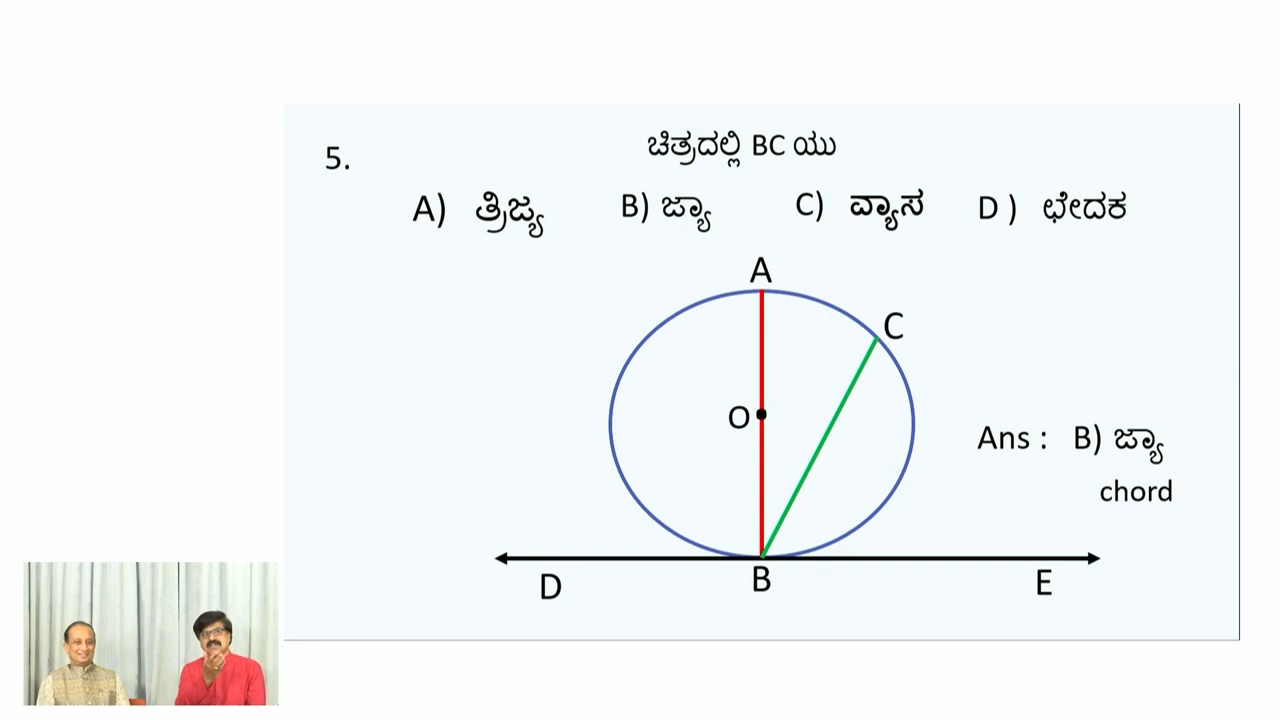 5.
ಚಿತ್ರದಲ್ಲಿ BC ಯು
A) ತ್ರಿಜ್ಯ B) ಜ್ಯಾ C) ವ್ಯಾಸ D ) ಛೇದಕ
A
C
O
Ans : B) ಜ್ಯಾ
chord
D B E